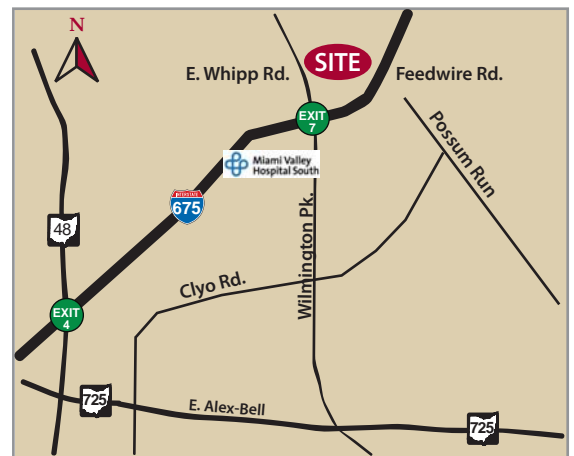 N
SITE
E. Whipp Rd.
Feedwire Rd.
EXIT
7
Possum Run
Miami Valley
Hospital South
INTERSTATE
675
Wilmington Pk.
48
Clyo Rd.
EXIT
4
725
E. Alex-Bell
725